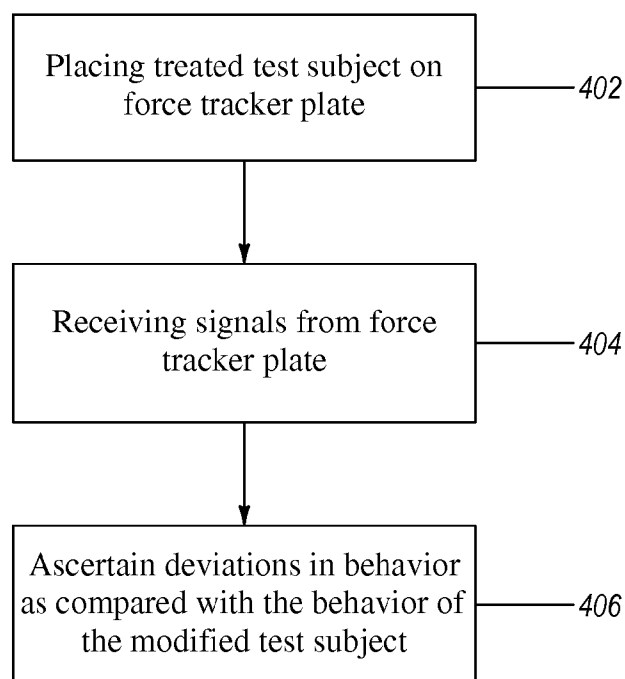 Placing treated test subject on
force tracker plate
402
Receiving signals from force
tracker plate
404
Ascertain deviations in behavior
as compared with the behavior of
the modified test subject
406